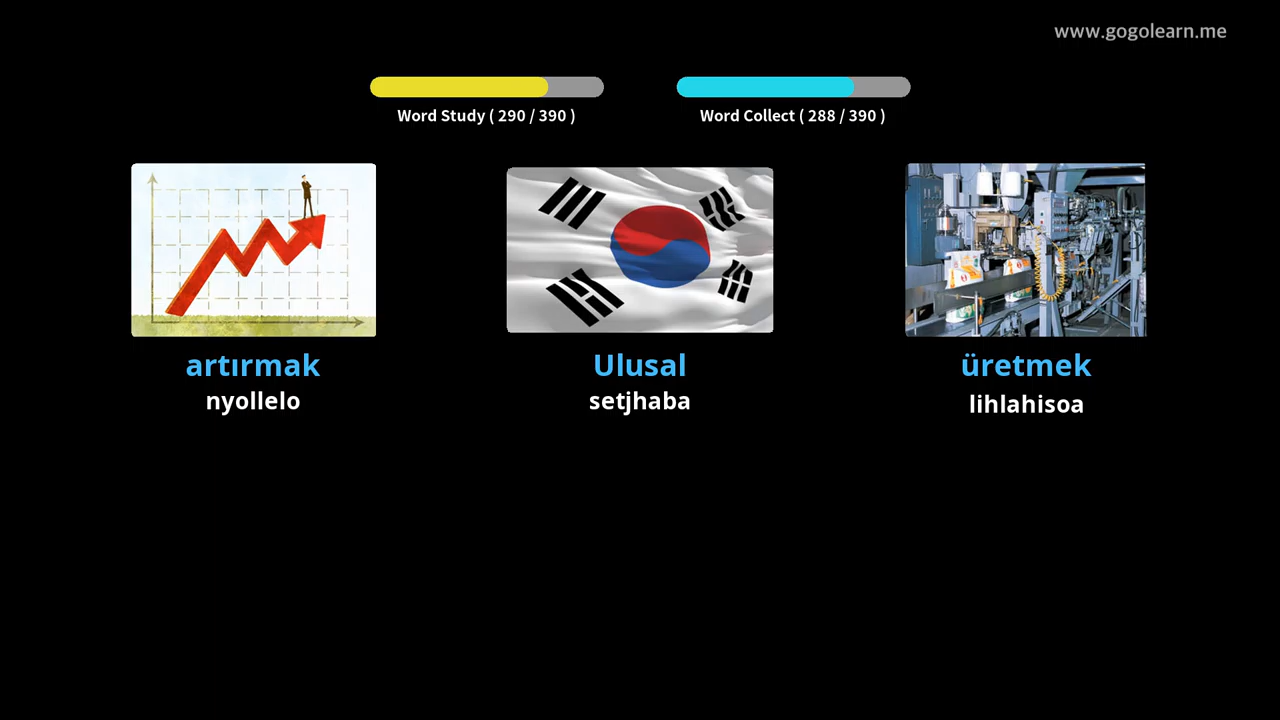 www.gogolearn.me
Word Study ( 290 / 390 )
Word Collect ( 288 / 390 )
artırmak
nyollelo
Ulusal
setjhaba
üretmek
lihlahisoa